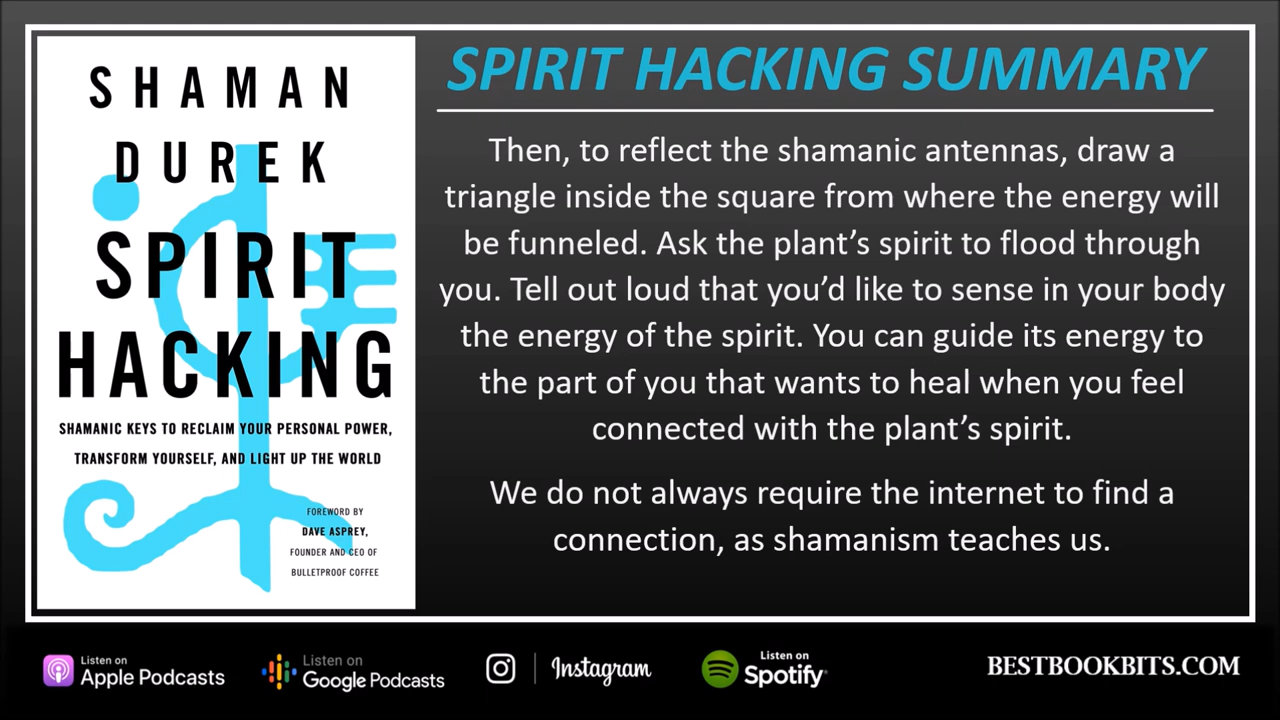 SHAMAN
DUREK
SPIRIT
HACKING
SHAMANIC KEYS TO RECLAIM YOUR PERSONAL POWER,
TRANSFORM YOURSELF, AND LIGHT UP THE WORLD
FOREWORD BY
DAVE ASPREY,
FOUNDER AND CEO OF
BULLETPROOF COFFEE
SPIRIT HACKING SUMMARY
Then, to reflect the shamanic antennas, draw a
triangle inside the square from where the energy will
be funneled. Ask the plant’s spirit to flood through
you. Tell out loud that you’d like to sense in your body
the energy of the spirit. You can guide its energy to
the part of you that wants to heal when you feel
connected with the plant’s spirit.
We do not always require the internet to find a
connection, as shamanism teaches us.
Listen on
Apple Podcasts
Listen on
Google Podcasts
Instagram
Listen on
Spotify
BESTBOOKBITS.COM